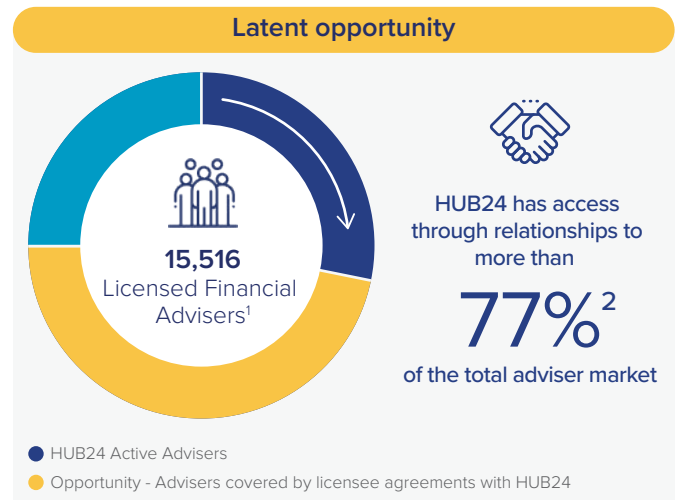 Latent opportunity
15,516
Licensed Financial
Advisers¹
HUB24 has access
through relationships to
more than
77%²
of the total adviser market
HUB24 Active Advisers
Opportunity - Advisers covered by licensee agreements with HUB24